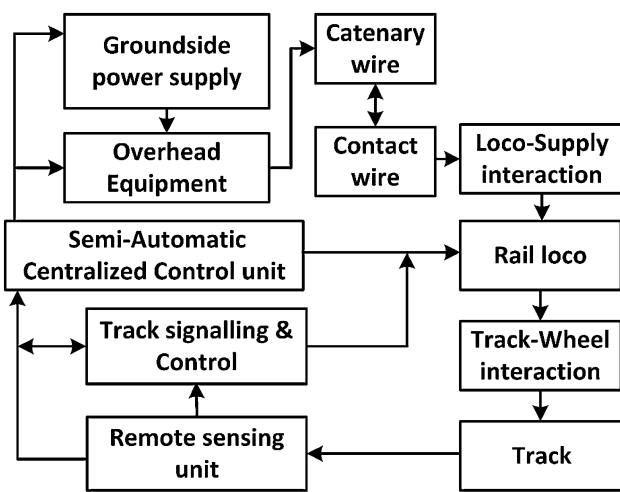 Groundside
power supply
Catenary
wire
Overhead
Equipment
Contact
wire
Loco-Supply
interaction
Semi-Automatic
Centralized Control unit
Rail loco
Track signalling &
Control
Track-Wheel
interaction
Remote sensing
unit
Track